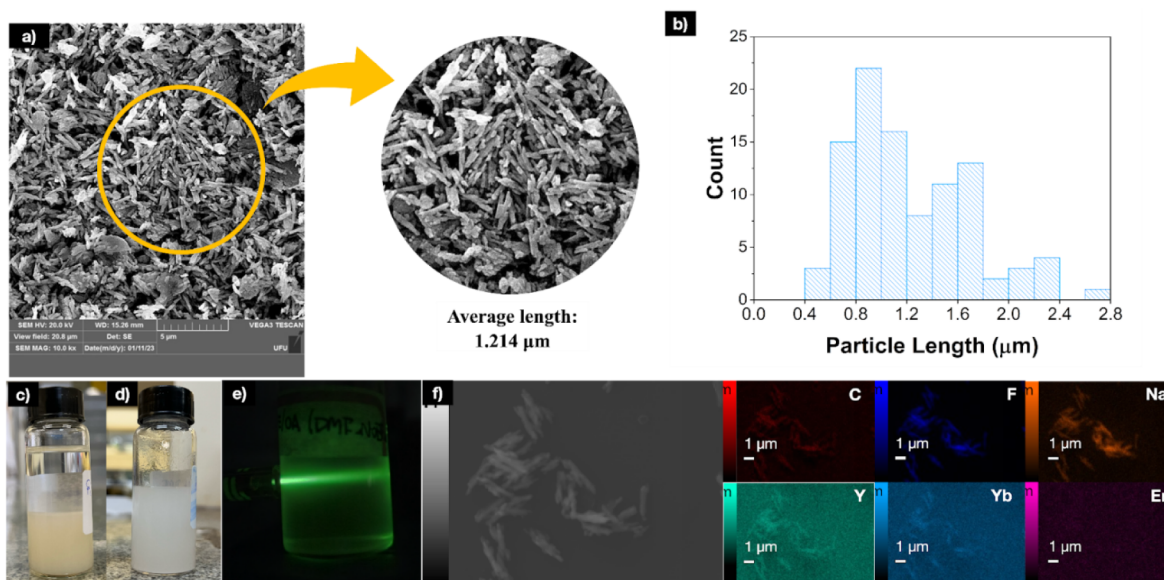 a)
SEM HV: 20.0 kV
WD: 15.26 mm
VEGA3 TESCAN
View field: 20.8 µm
Det: SE
5 µm
SEM MAG: 10.0 kx
Date(m/d/y): 01/11/23
UFU
Average length:
1.214 µm
b)
Count
25
20
15
10
5
0
0.0
0.4
0.8
1.2
1.6
2.0
2.4
2.8
Particle Length (µm)
c)
d)
e)
f)
C
1 µm
F
1 µm
Na
1 µm
Y
1 µm
Yb
1 µm
Er
1 µm